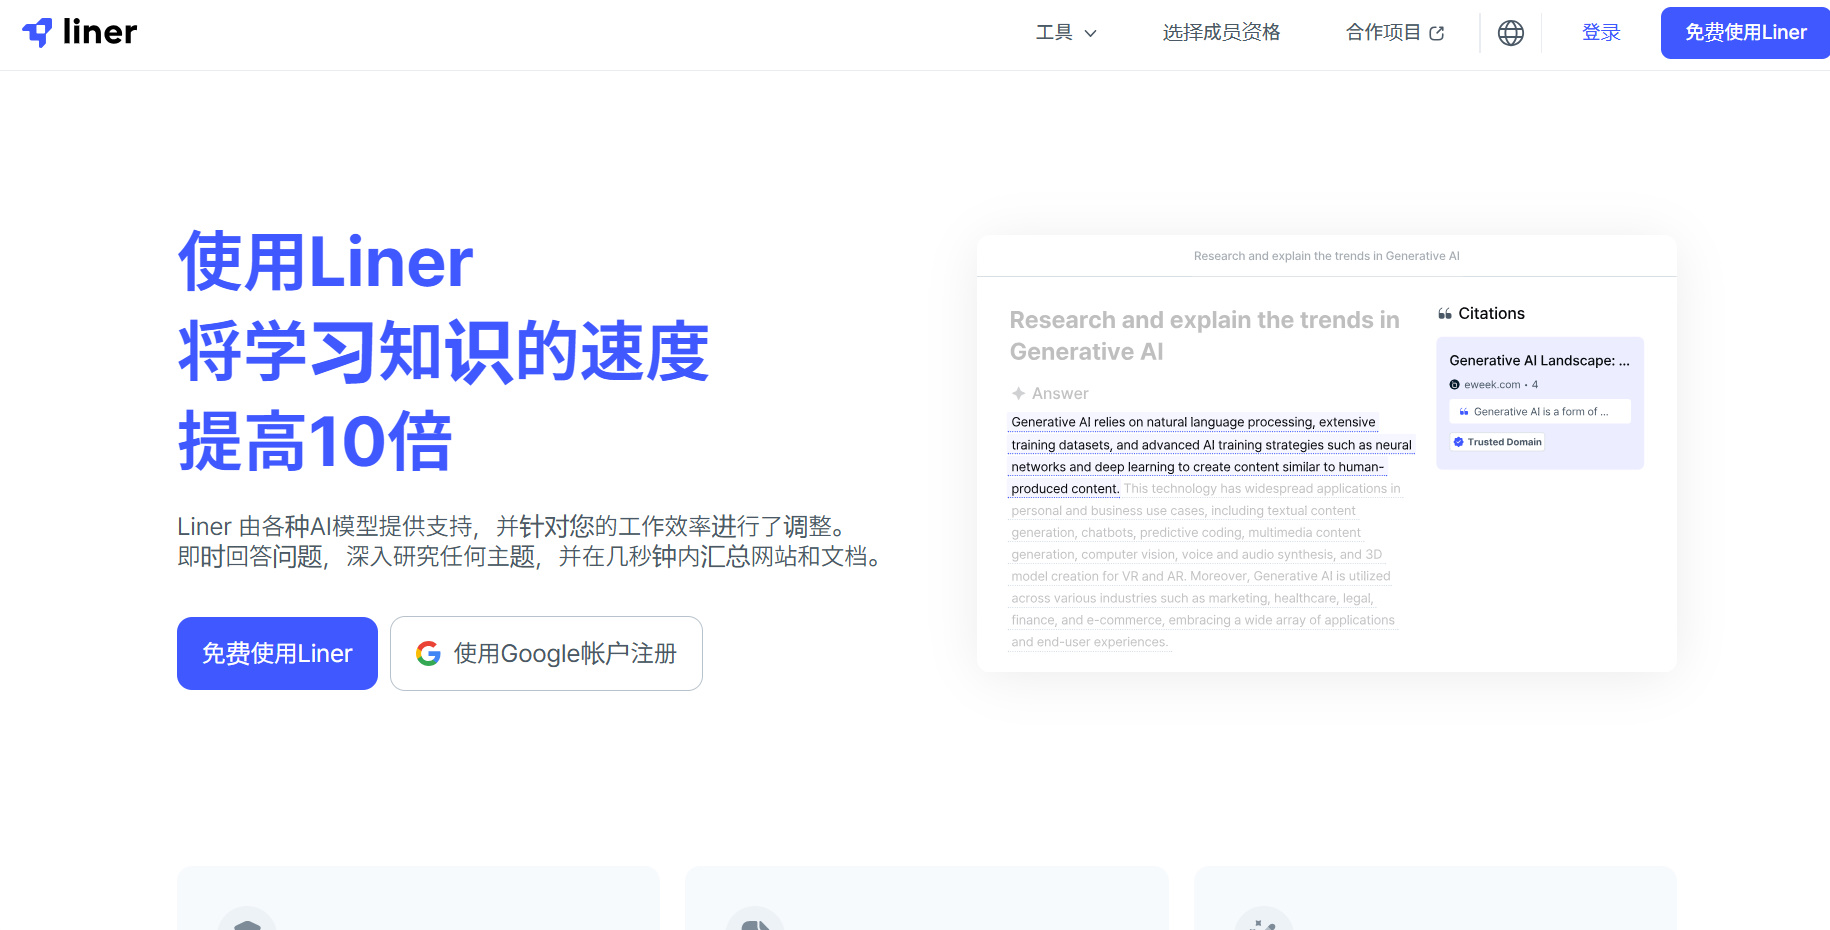 liner
工具
选择成员资格
合作项目
登录
免费使用Liner
使用Liner
将学习知识的速度
提高10倍
Liner 由各种AI模型提供支持，并针对您的工作效率进行了调整。
即时回答问题，深入研究任何主题，并在几秒钟内汇总网站和文档。
免费使用Liner
使用Google帐户注册
Research and explain the trends in Generative AI
Research and explain the trends in
Generative AI
Answer
Generative AI relies on natural language processing, extensive
training datasets, and advanced AI training strategies such as neural
networks and deep learning to create content similar to human-
produced content. This technology has widespread applications in
personal and business use cases, including textual content
generation, chatbots, predictive coding, multimedia content
generation, computer vision, voice and audio synthesis, and 3D
model creation for VR and AR. Moreover, Generative AI is utilized
across various industries such as marketing, healthcare, legal,
finance, and e-commerce, embracing a wide array of applications
and end-user experiences.
Citations
Generative AI Landscape: ...
eweek.com • 4
Generative AI is a form of ...
Trusted Domain